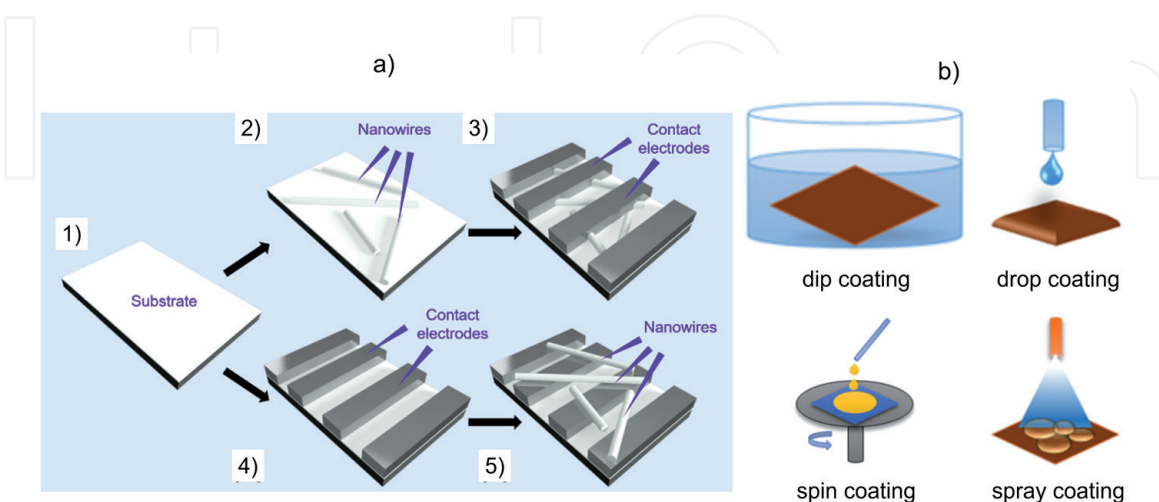 a)
b)
2)
Nanowires
3)
Contact
electrodes
1)
Substrate
Contact
electrodes
Nanowires
4)
5)
dip coating
drop coating
spin coating
spray coating